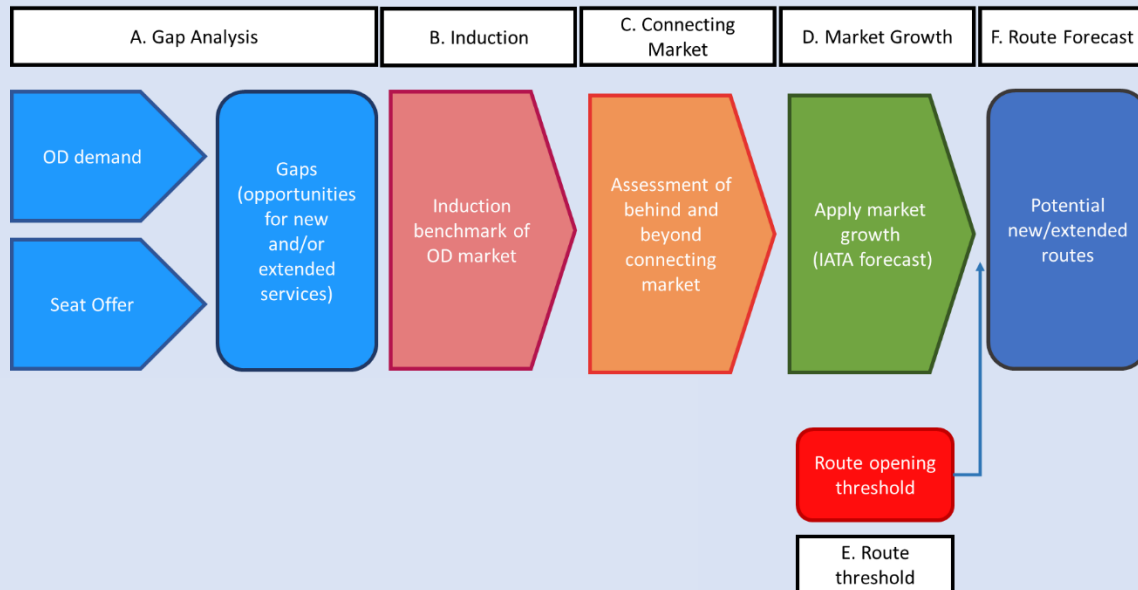 A. Gap Analysis
B. Induction
C. Connecting
Market
D. Market Growth
F. Route Forecast
OD demand
Seat Offer
Gaps
(opportunities
for new
and/or
extended
services)
Induction
benchmark of
OD market
Assessment of
behind and
beyond
connecting
market
Apply market
growth
(IATA forecast)
Potential
new/extended
routes
Route opening
threshold
E. Route
threshold